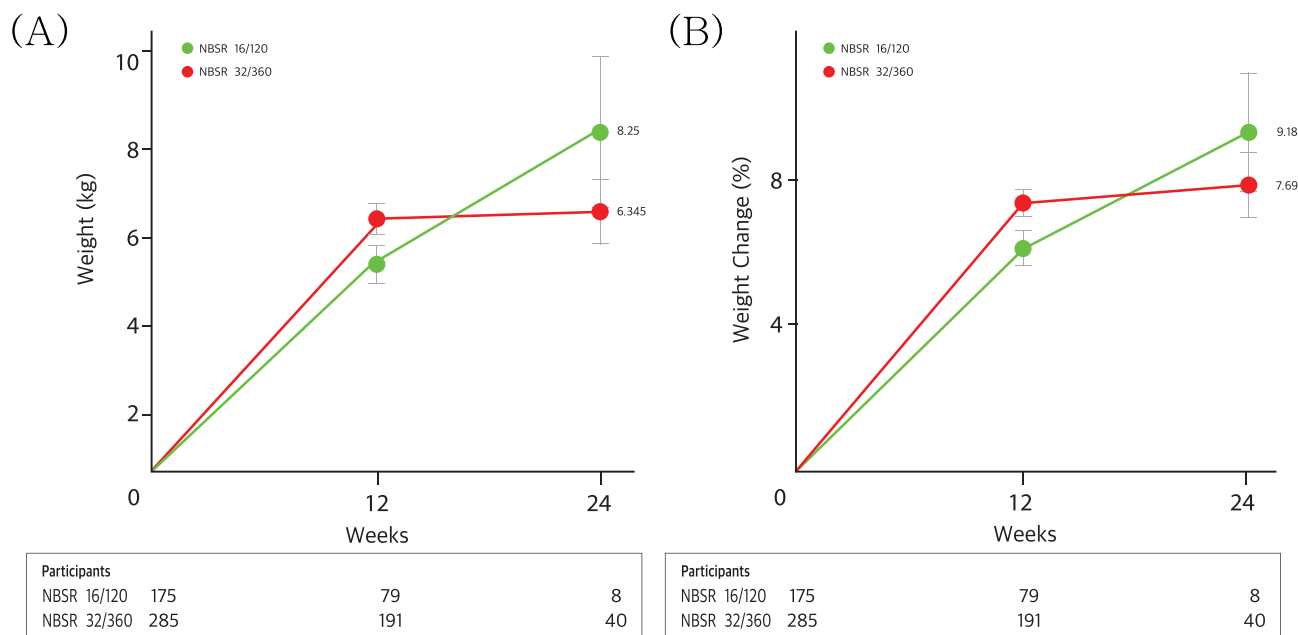 (A)
NBSR 16/120
NBSR 32/360
10
8
6
4
2
0
8.25
6.345
12
24
Weight (kg)
Weeks
Participants
NBSR 16/120 175 79 8
NBSR 32/360 285 191 40
(B)
NBSR 16/120
NBSR 32/360
8
4
0
9.18
7.69
12
24
Weight Change (%)
Weeks
Participants
NBSR 16/120 175 79 8
NBSR 32/360 285 191 40